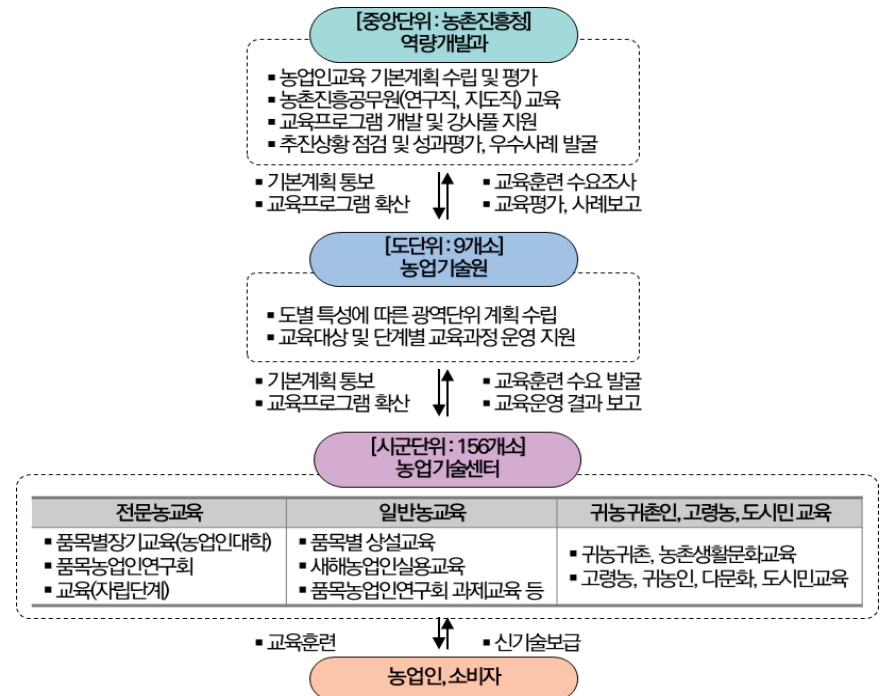 [중앙단위 : 농촌진흥청]
역량개발과
▪ 농업인교육 기본계획 수립 및 평가
▪ 농촌진흥공무원(연구직, 지도직) 교육
▪ 교육프로그램 개발 및 강사풀 지원
▪ 추진상황 점검 및 성과평가, 우수사례 발굴
▪ 기본계획 통보
▪ 교육프로그램 확산
▪ 교육훈련 수요조사
▪ 교육평가, 사례보고
[도단위 : 9개소]
농업기술원
▪ 도별 특성에 따른 광역단위 계획 수립
▪ 교육대상 및 단계별 교육과정 운영 지원
▪ 기본계획 통보
▪ 교육프로그램 확산
▪ 교육훈련 수요 발굴
▪ 교육운영 결과 보고
[시군단위 : 156개소]
농업기술센터
전문농교육
▪ 품목별장기교육(농업인대학)
▪ 품목농업인연구회
▪ 교육(자립단계)
일반농교육
▪ 품목별 상설교육
▪ 새해농업인실용교육
▪ 품목농업인연구회 과제교육 등
귀농귀촌인, 고령농, 도시민 교육
▪ 귀농귀촌, 농촌생활문화교육
▪ 고령농, 귀농인, 다문화, 도시민교육
▪ 교육훈련
▪ 신기술보급
농업인, 소비자